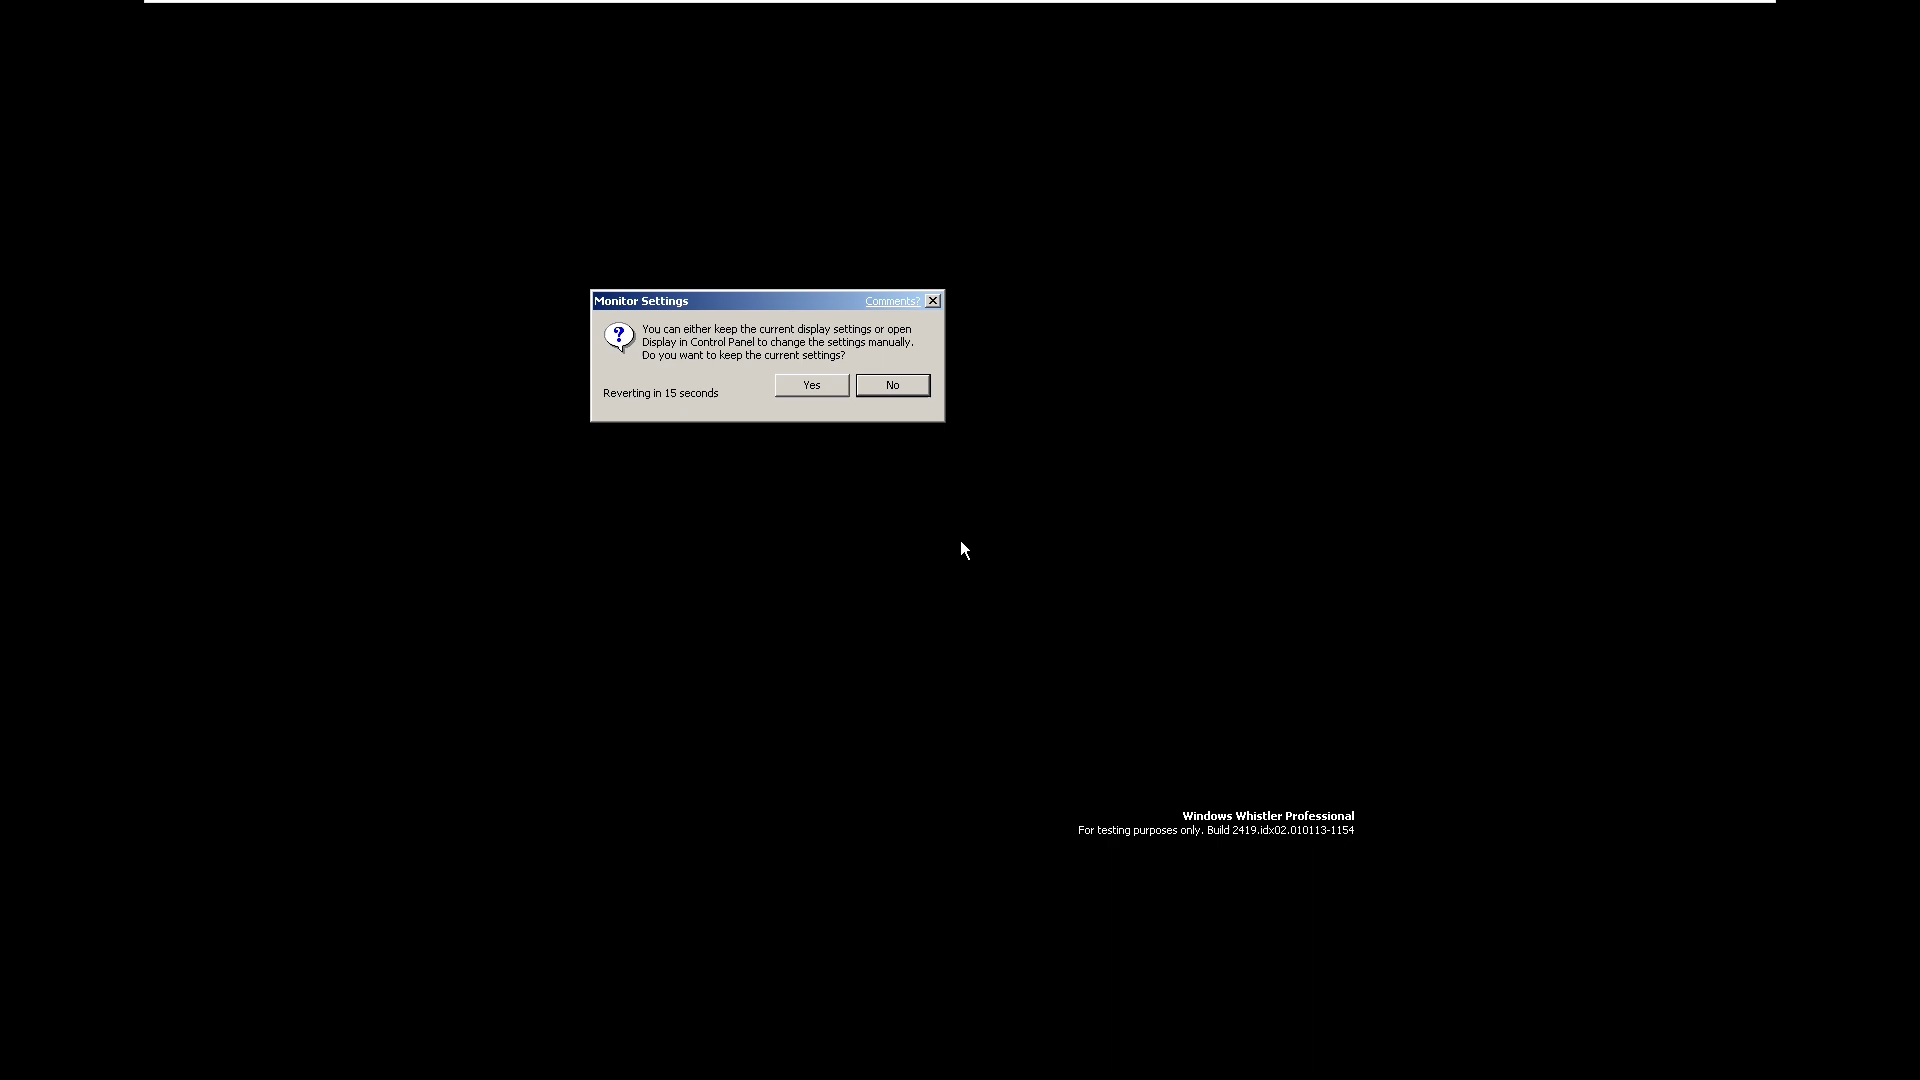 Monitor Settings
Comments?
You can either keep the current display settings or open
Display in Control Panel to change the settings manually.
Do you want to keep the current settings?
Yes
No
Reverting in 15 seconds
Windows Whistler Professional
For testing purposes only. Build 2419.idx02.010113-1154